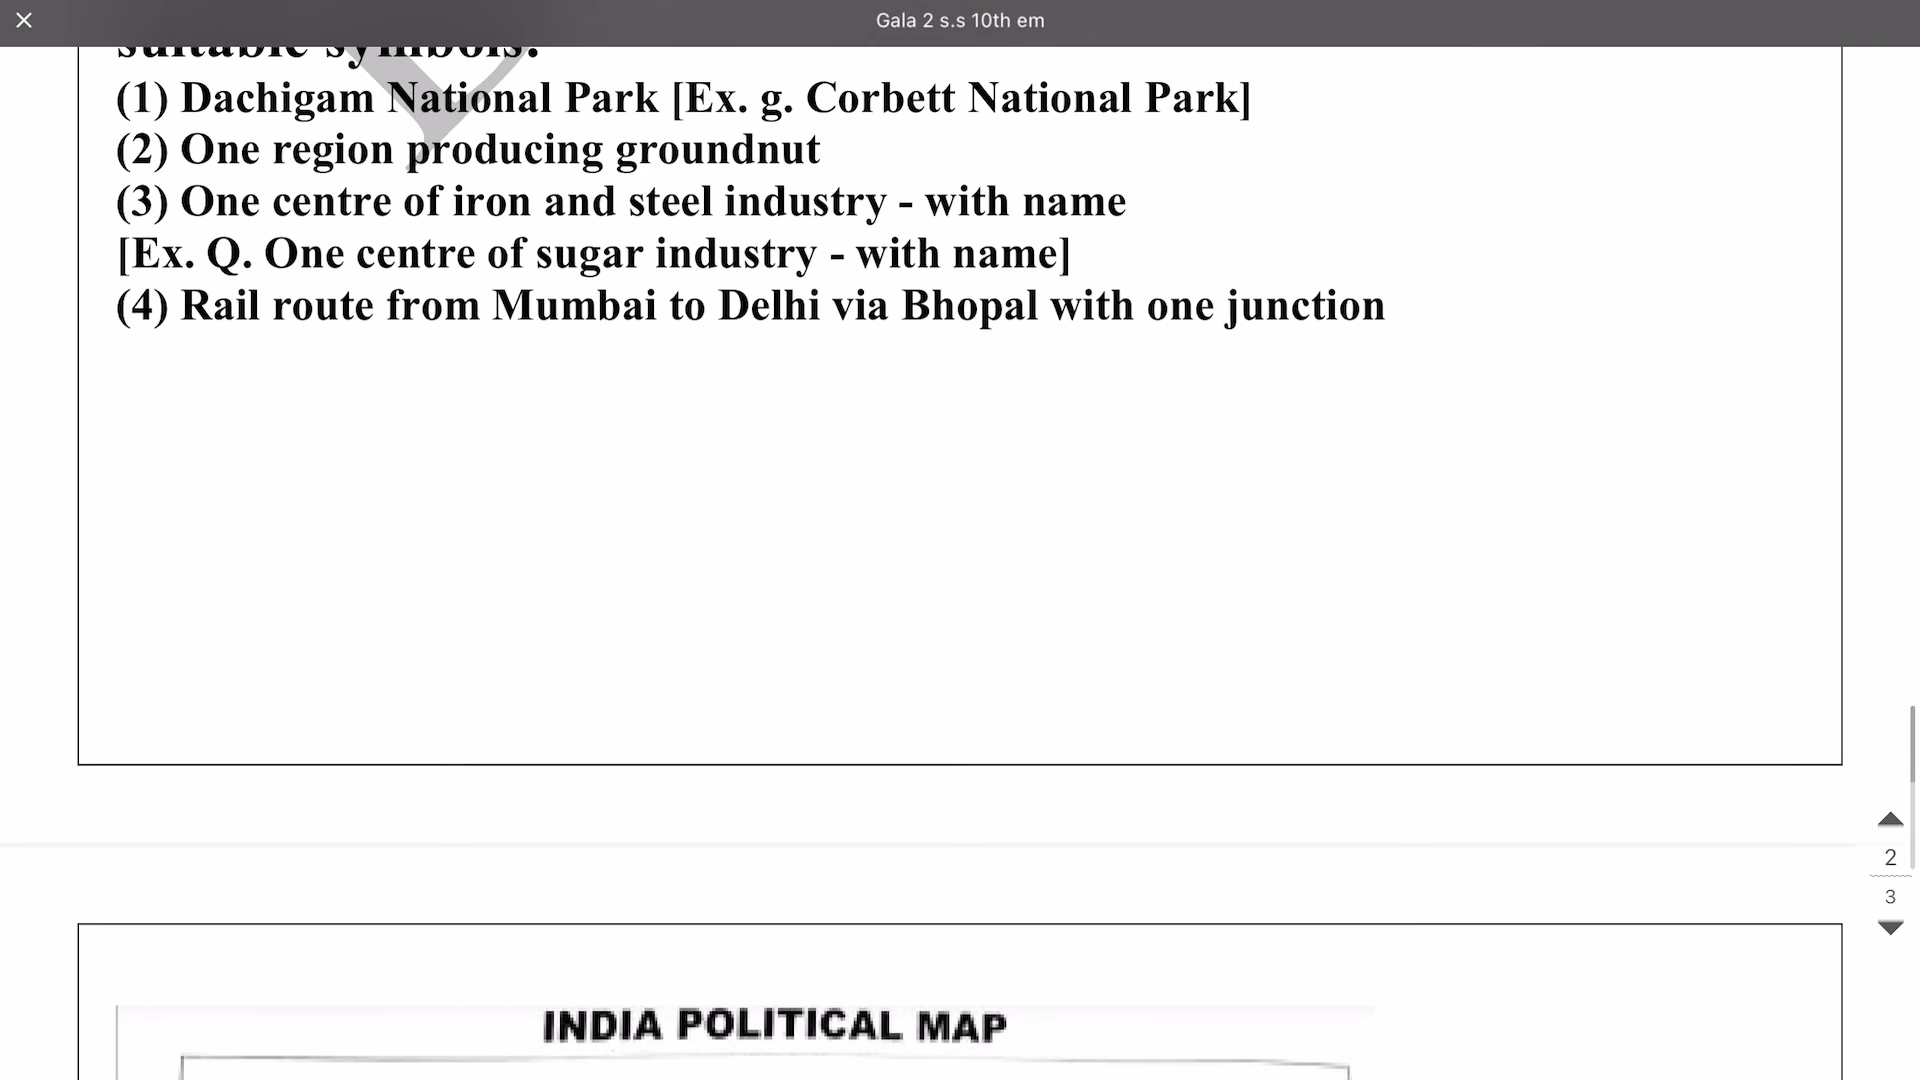 Gala 2 s.s 10th em
suitable symbols:
(1) Dachigam National Park [Ex. g. Corbett National Park]
(2) One region producing groundnut
(3) One centre of iron and steel industry - with name
[Ex. Q. One centre of sugar industry - with name]
(4) Rail route from Mumbai to Delhi via Bhopal with one junction
2
3
INDIA POLITICAL MAP